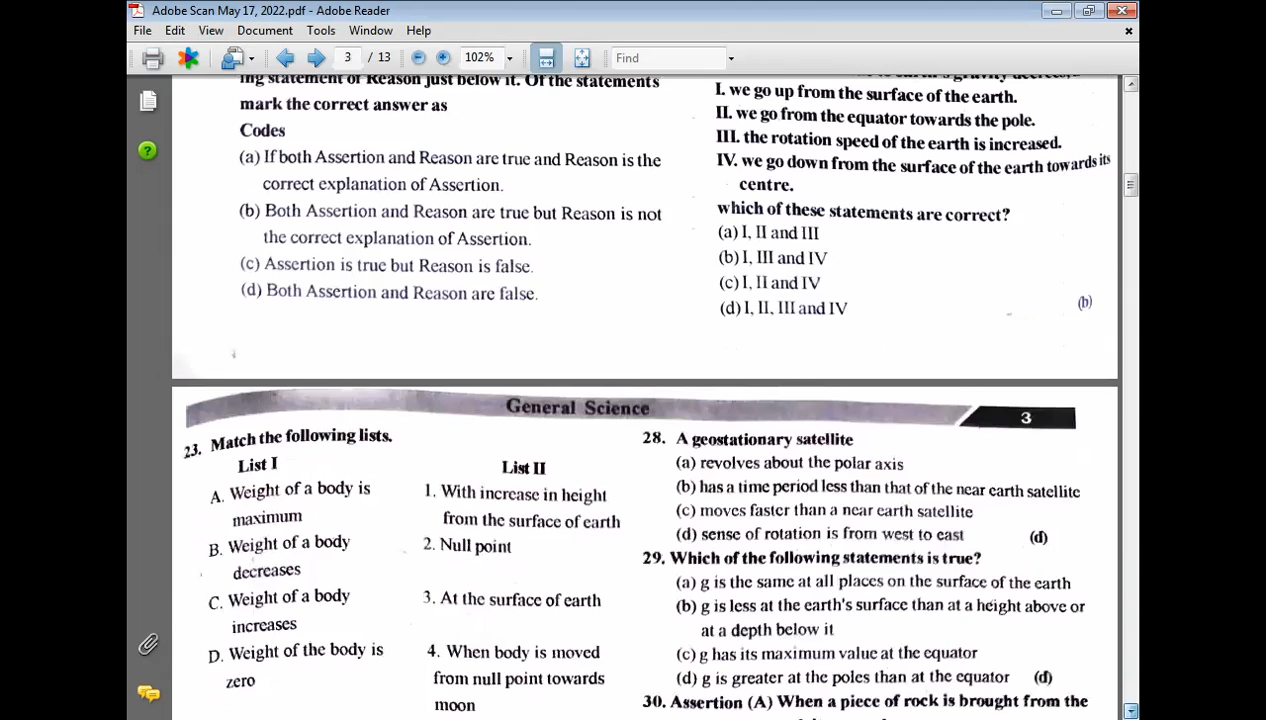 Adobe Scan May 17, 2022.pdf - Adobe Reader
File Edit View Document Tools Window Help
3 / 13 102% Find
ing statement of Reason just below it. Of the statements
mark the correct answer as
Codes
(a) If both Assertion and Reason are true and Reason is the
correct explanation of Assertion.
(b) Both Assertion and Reason are true but Reason is not
the correct explanation of Assertion.
(c) Assertion is true but Reason is false.
(d) Both Assertion and Reason are false.
to earth's gravity decreases,
I. we go up from the surface of the earth.
II. we go from the equator towards the pole.
III. the rotation speed of the earth is increased.
IV. we go down from the surface of the earth towards its
centre.
which of these statements are correct?
(a) I, II and III
(b) I, III and IV
(c) I, II and IV
(d) I, II, III and IV
(b)
General Science
3
23. Match the following lists.
List I List II
A. Weight of a body is 1. With increase in height
maximum from the surface of earth
B. Weight of a body 2. Null point
decreases
C. Weight of a body 3. At the surface of earth
increases
D. Weight of the body is 4. When body is moved
zero from null point towards
moon
28. A geostationary satellite
(a) revolves about the polar axis
(b) has a time period less than that of the near earth satellite
(c) moves faster than a near earth satellite
(d) sense of rotation is from west to east (d)
29. Which of the following statements is true?
(a) g is the same at all places on the surface of the earth
(b) g is less at the earth's surface than at a height above or
at a depth below it
(c) g has its maximum value at the equator
(d) g is greater at the poles than at the equator (d)
30. Assertion (A) When a piece of rock is brought from the